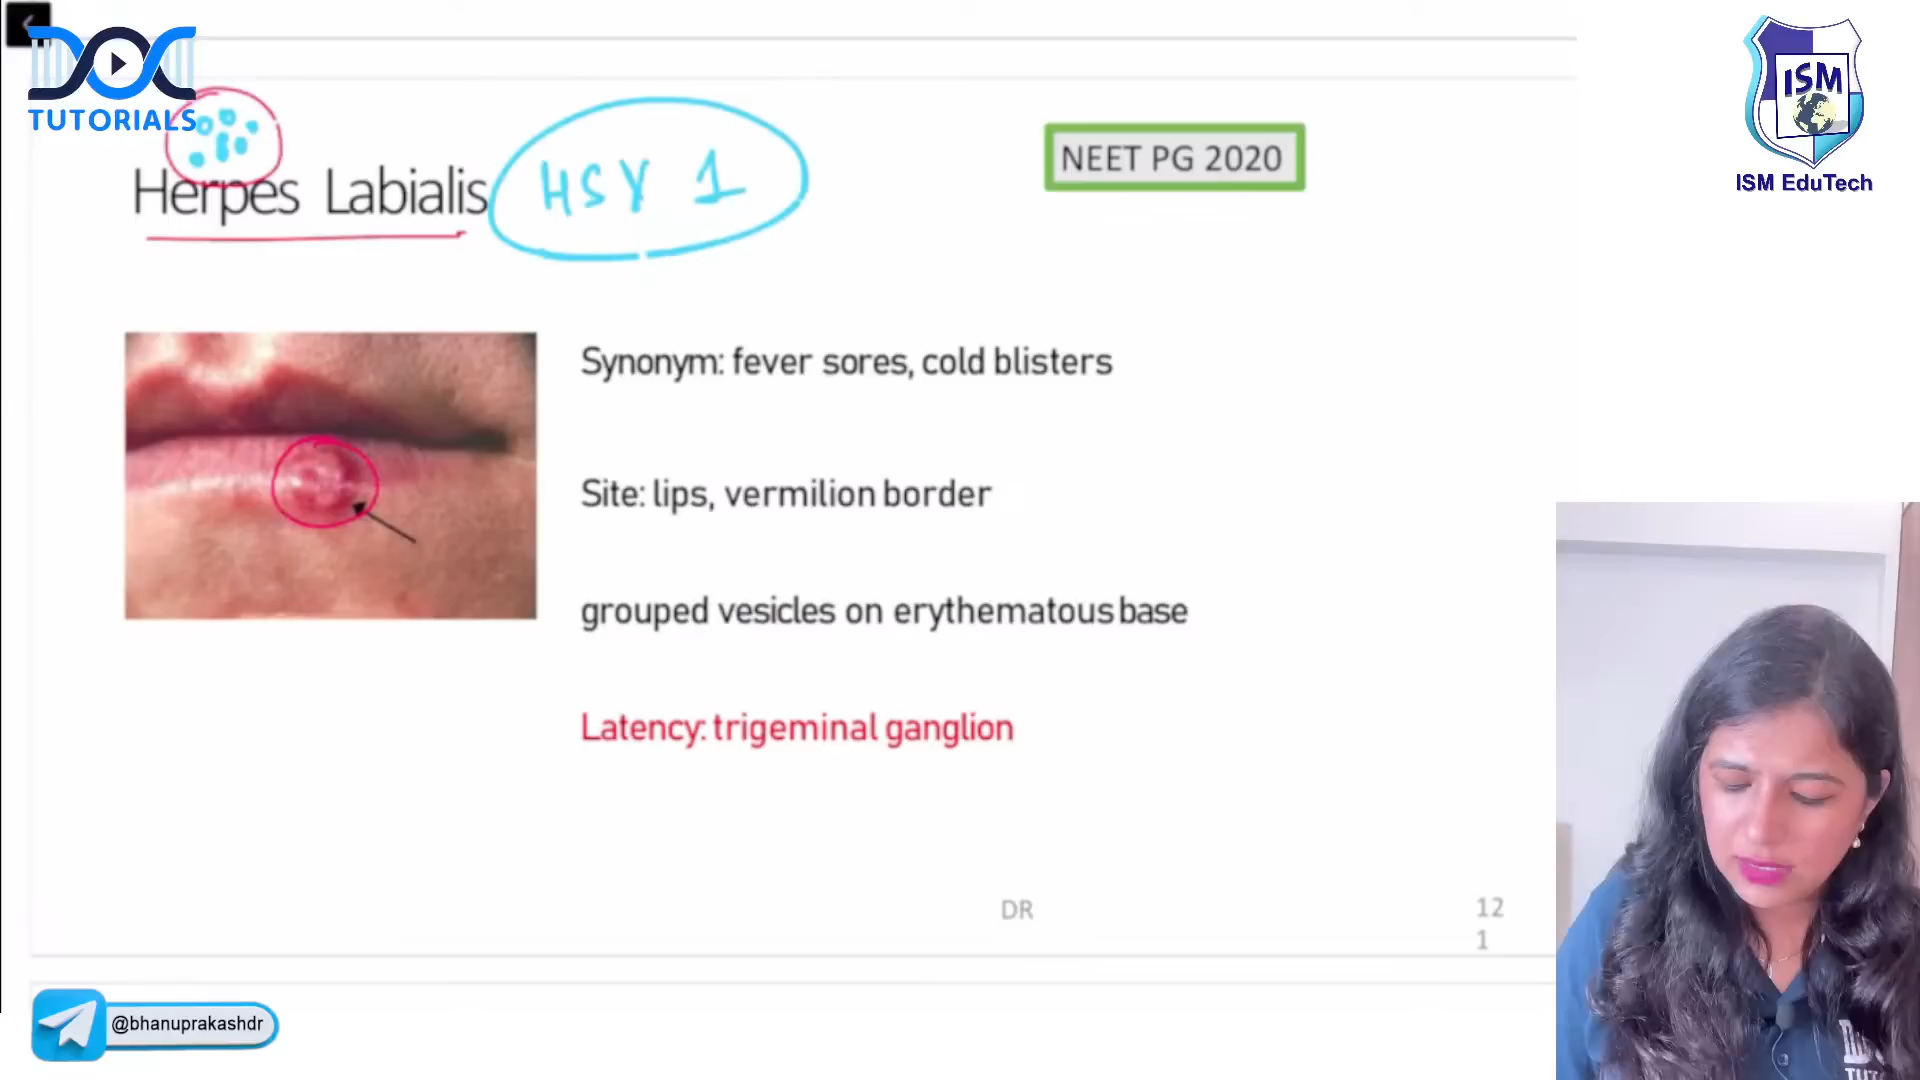 DOC
TUTORIALS
ISM
ISM EduTech
NEET PG 2020
Herpes Labialis
HSV 1
Synonym: fever sores, cold blisters
Site: lips, vermilion border
grouped vesicles on erythematous base
Latency: trigeminal ganglion
DR
12
1
@bhanuprakashdr